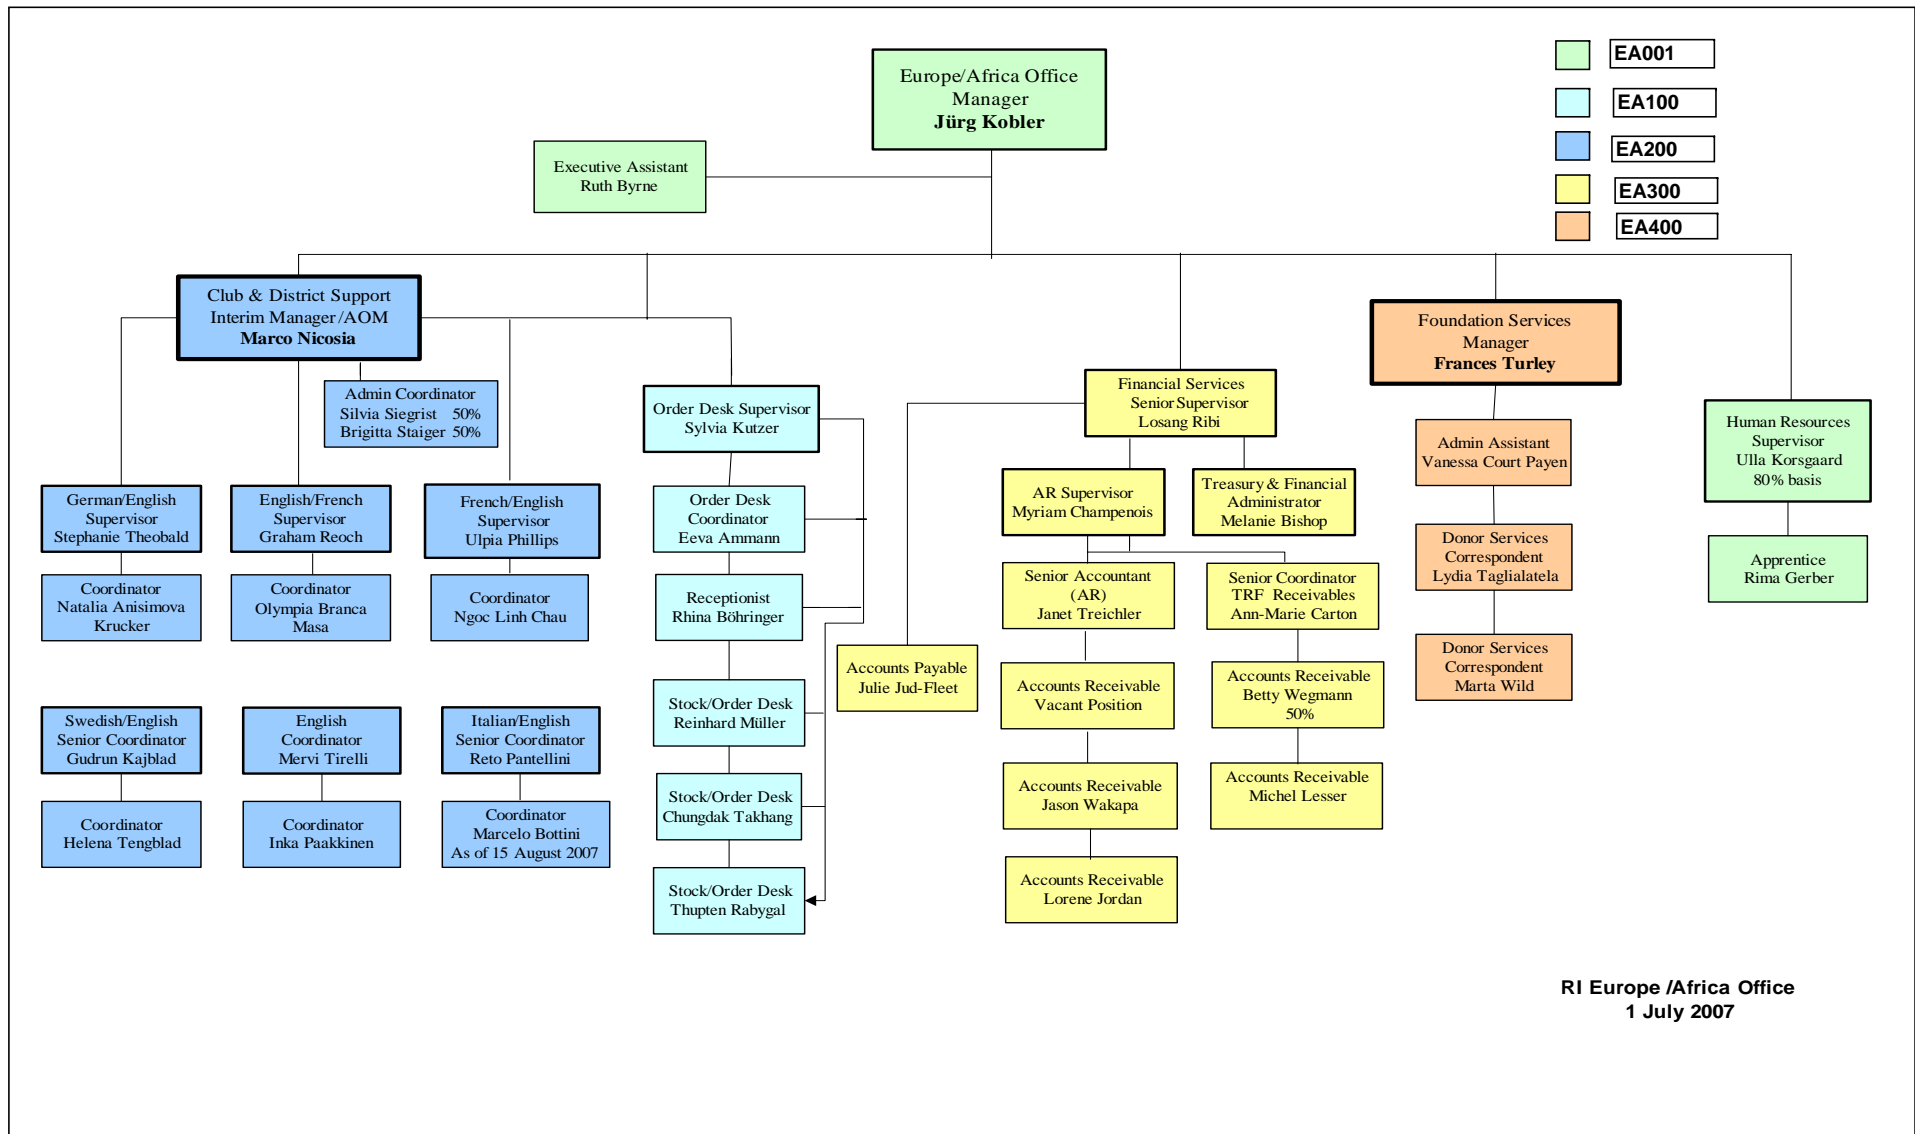 Europe/Africa Office
Manager
Jürg Kobler
EA001
EA100
EA200
EA300
EA400
Executive Assistant
Ruth Byrne
Club & District Support
Interim Manager /AOM
Marco Nicosia
Admin Coordinator
Silvia Siegrist 50%
Brigitta Staiger 50%
German/English
Supervisor
Stephanie Theobald
English/French
Supervisor
Graham Reoch
French/English
Supervisor
Ulpia Phillips
Coordinator
Natalia Anisimova
Krucker
Coordinator
Olympia Branca
Masa
Coordinator
Ngoc Linh Chau
Swedish/English
Senior Coordinator
Gudrun Kajblad
English
Coordinator
Mervi Tirelli
Italian/English
Senior Coordinator
Reto Pantellini
Coordinator
Helena Tengblad
Coordinator
Inka Paakkinen
Coordinator
Marcelo Bottini
As of 15 August 2007
Order Desk Supervisor
Sylvia Kutzer
Order Desk
Coordinator
Eeva Ammann
Receptionist
Rhina Böhringer
Stock/Order Desk
Reinhard Müller
Stock/Order Desk
Chungdak Takhang
Stock/Order Desk
Thupten Rabygal
Financial Services
Senior Supervisor
Losang Ribi
AR Supervisor
Myriam Champenois
Treasury & Financial
Administrator
Melanie Bishop
Senior Accountant
(AR)
Janet Treichler
Senior Coordinator
TRF Receivables
Ann-Marie Carton
Accounts Payable
Julie Jud-Fleet
Accounts Receivable
Vacant Position
Accounts Receivable
Betty Wegmann
50%
Accounts Receivable
Jason Wakapa
Accounts Receivable
Michel Lesser
Accounts Receivable
Lorene Jordan
Foundation Services
Manager
Frances Turley
Admin Assistant
Vanessa Court Payen
Donor Services
Correspondent
Lydia Taglialatela
Donor Services
Correspondent
Marta Wild
Human Resources
Supervisor
Ulla Korsgaard
80% basis
Apprentice
Rima Gerber
RI Europe /Africa Office
1 July 2007